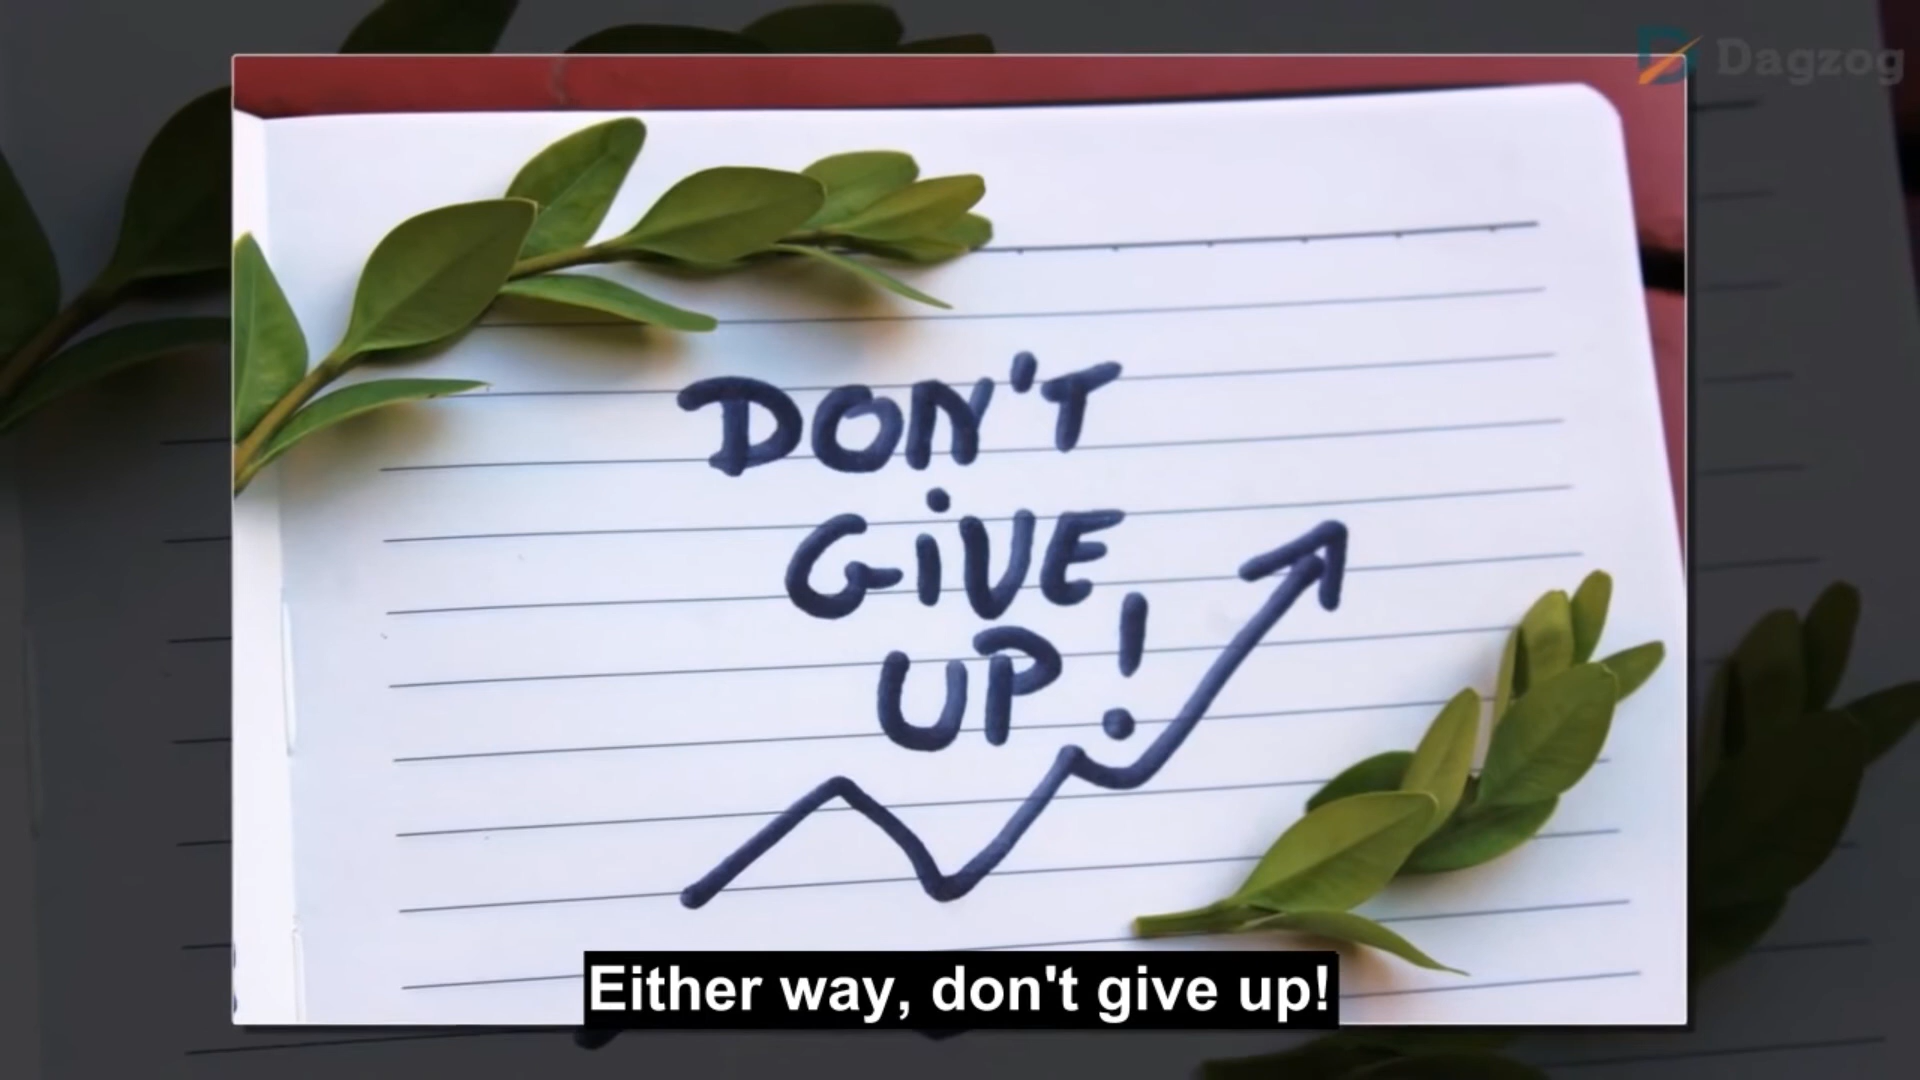 Dagzog
DON'T
GiVE
UP!
Either way, don't give up!